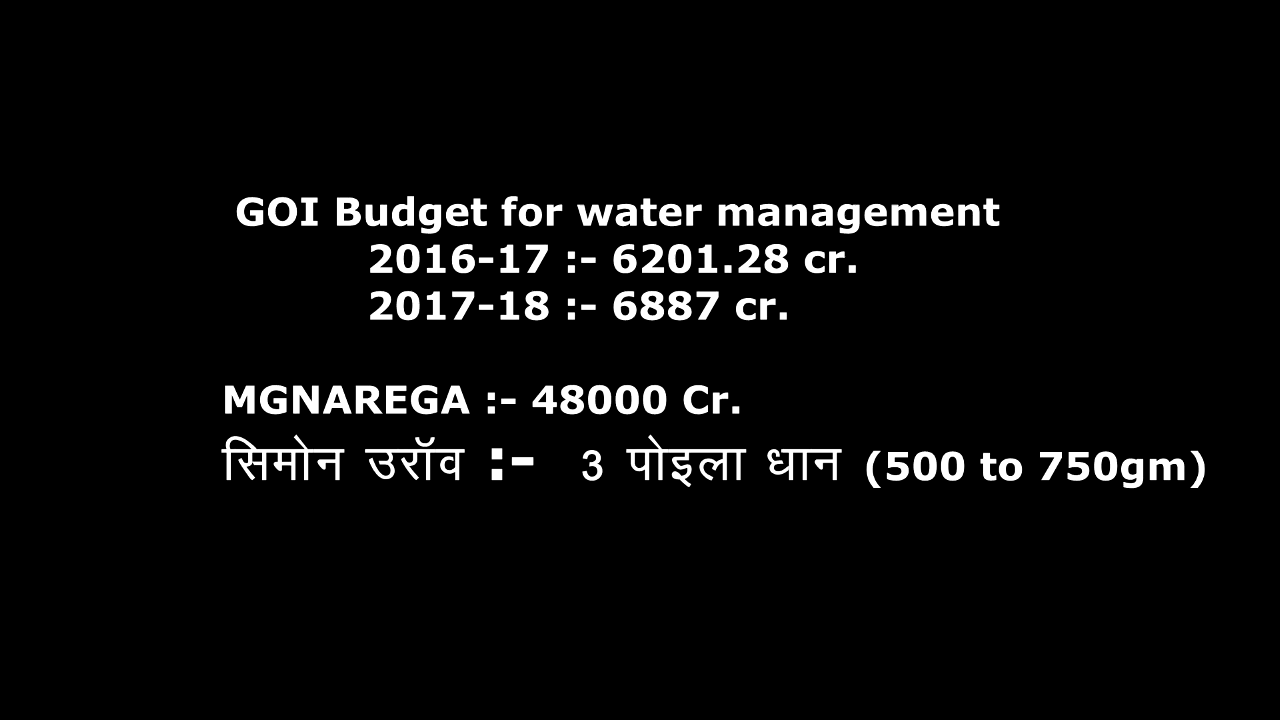 GOI Budget for water management
2016-17 :- 6201.28 cr.
2017-18 :- 6887 cr.
MGNAREGA :- 48000 Cr.
सिमोन उरॉव :- 3 पोइला धान (500 to 750gm)